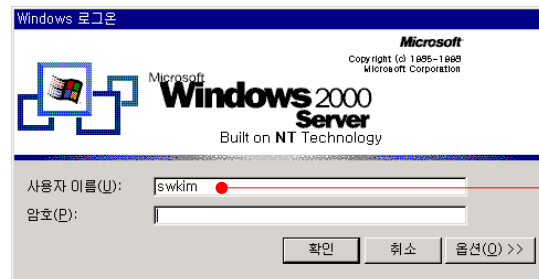 Windows 로그온
Microsoft
Copyright (c) 1985-1998
Microsoft Corporation
Microsoft
Windows 2000
Server
Built on NT Technology
사용자 이름(U): swkim
암호(P):
확인 취소 옵션(O) >>